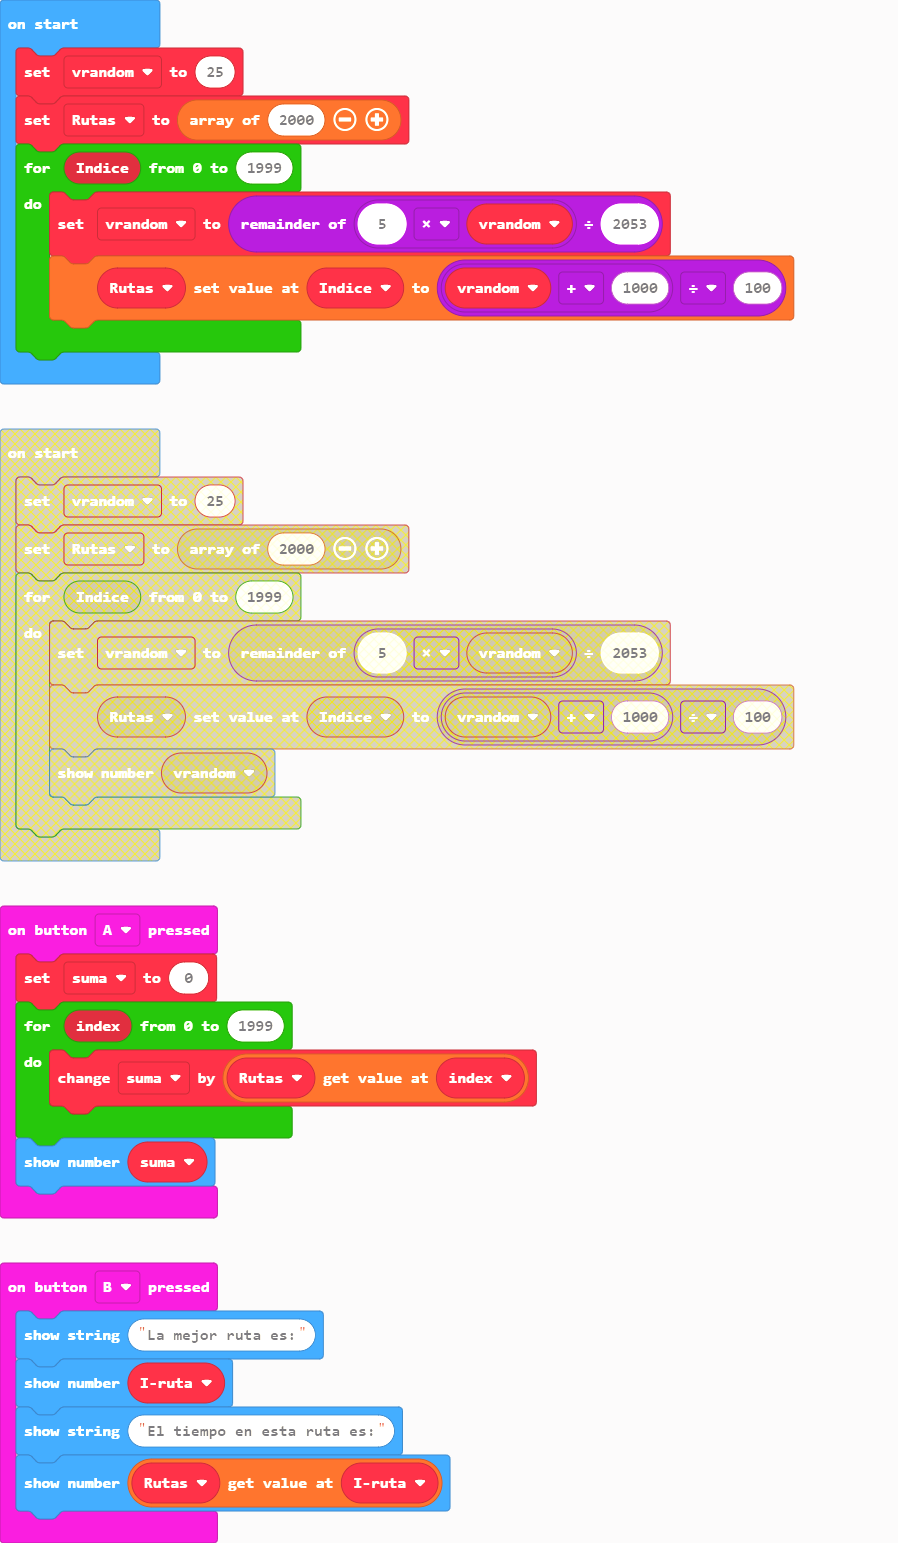 on start
set vrandom to 25
set Rutas to array of 2000
for Indice from 0 to 1999
do
set vrandom to remainder of 5 × vrandom ÷ 2053
Rutas set value at Indice to vrandom + 1000 ÷ 100
on start
set vrandom to 25
set Rutas to array of 2000
for Indice from 0 to 1999
do
set vrandom to remainder of 5 × vrandom ÷ 2053
Rutas set value at Indice to vrandom + 1000 ÷ 100
show number vrandom
on button A pressed
set suma to 0
for index from 0 to 1999
do
change suma by Rutas get value at index
show number suma
on button B pressed
show string "La mejor ruta es:"
show number I-ruta
show string "El tiempo en esta ruta es:"
show number Rutas get value at I-ruta